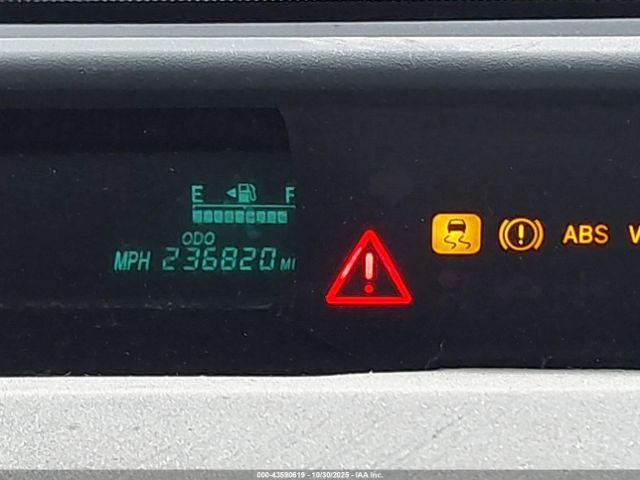 E F
ODO
MPH 236820 MI
ABS V
000-43590619 - 10/30/2025 - IAA Inc.